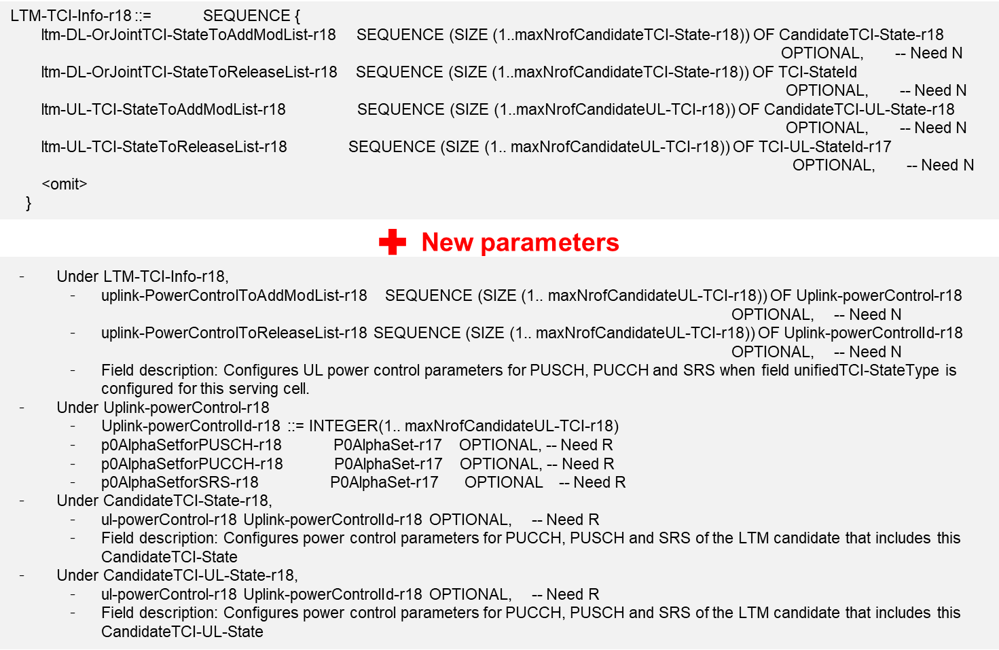 LTM-TCI-Info-r18 ::= SEQUENCE {
ltm-DL-OrJointTCI-StateToAddModList-r18 SEQUENCE (SIZE (1..maxNrofCandidateTCI-State-r18)) OF CandidateTCI-State-r18
OPTIONAL, -- Need N
ltm-DL-OrJointTCI-StateToReleaseList-r18 SEQUENCE (SIZE (1..maxNrofCandidateTCI-State-r18)) OF TCI-StateId
OPTIONAL, -- Need N
ltm-UL-TCI-StateToAddModList-r18 SEQUENCE (SIZE (1..maxNrofCandidateUL-TCI-r18)) OF CandidateTCI-UL-State-r18
OPTIONAL, -- Need N
ltm-UL-TCI-StateToReleaseList-r18 SEQUENCE (SIZE (1.. maxNrofCandidateUL-TCI-r18)) OF TCI-UL-StateId-r17
OPTIONAL, -- Need N
<omit>
}
New parameters
- Under LTM-TCI-Info-r18,
- uplink-PowerControlToAddModList-r18 SEQUENCE (SIZE (1.. maxNrofCandidateUL-TCI-r18)) OF Uplink-powerControl-r18
OPTIONAL, -- Need N
- uplink-PowerControlToReleaseList-r18 SEQUENCE (SIZE (1.. maxNrofCandidateUL-TCI-r18)) OF Uplink-powerControlId-r18
OPTIONAL, -- Need N
- Field description: Configures UL power control parameters for PUSCH, PUCCH and SRS when field unifiedTCI-StateType is
configured for this serving cell.
- Under Uplink-powerControl-r18
- Uplink-powerControlId-r18 ::= INTEGER(1.. maxNrofCandidateUL-TCI-r18)
- p0AlphaSetforPUSCH-r18 P0AlphaSet-r17 OPTIONAL, -- Need R
- p0AlphaSetforPUCCH-r18 P0AlphaSet-r17 OPTIONAL, -- Need R
- p0AlphaSetforSRS-r18 P0AlphaSet-r17 OPTIONAL -- Need R
- Under CandidateTCI-State-r18,
- ul-powerControl-r18 Uplink-powerControlId-r18 OPTIONAL, -- Need R
- Field description: Configures power control parameters for PUCCH, PUSCH and SRS of the LTM candidate that includes this
CandidateTCI-State
- Under CandidateTCI-UL-State-r18,
- ul-powerControl-r18 Uplink-powerControlId-r18 OPTIONAL, -- Need R
- Field description: Configures power control parameters for PUCCH, PUSCH and SRS of the LTM candidate that includes this
CandidateTCI-UL-State